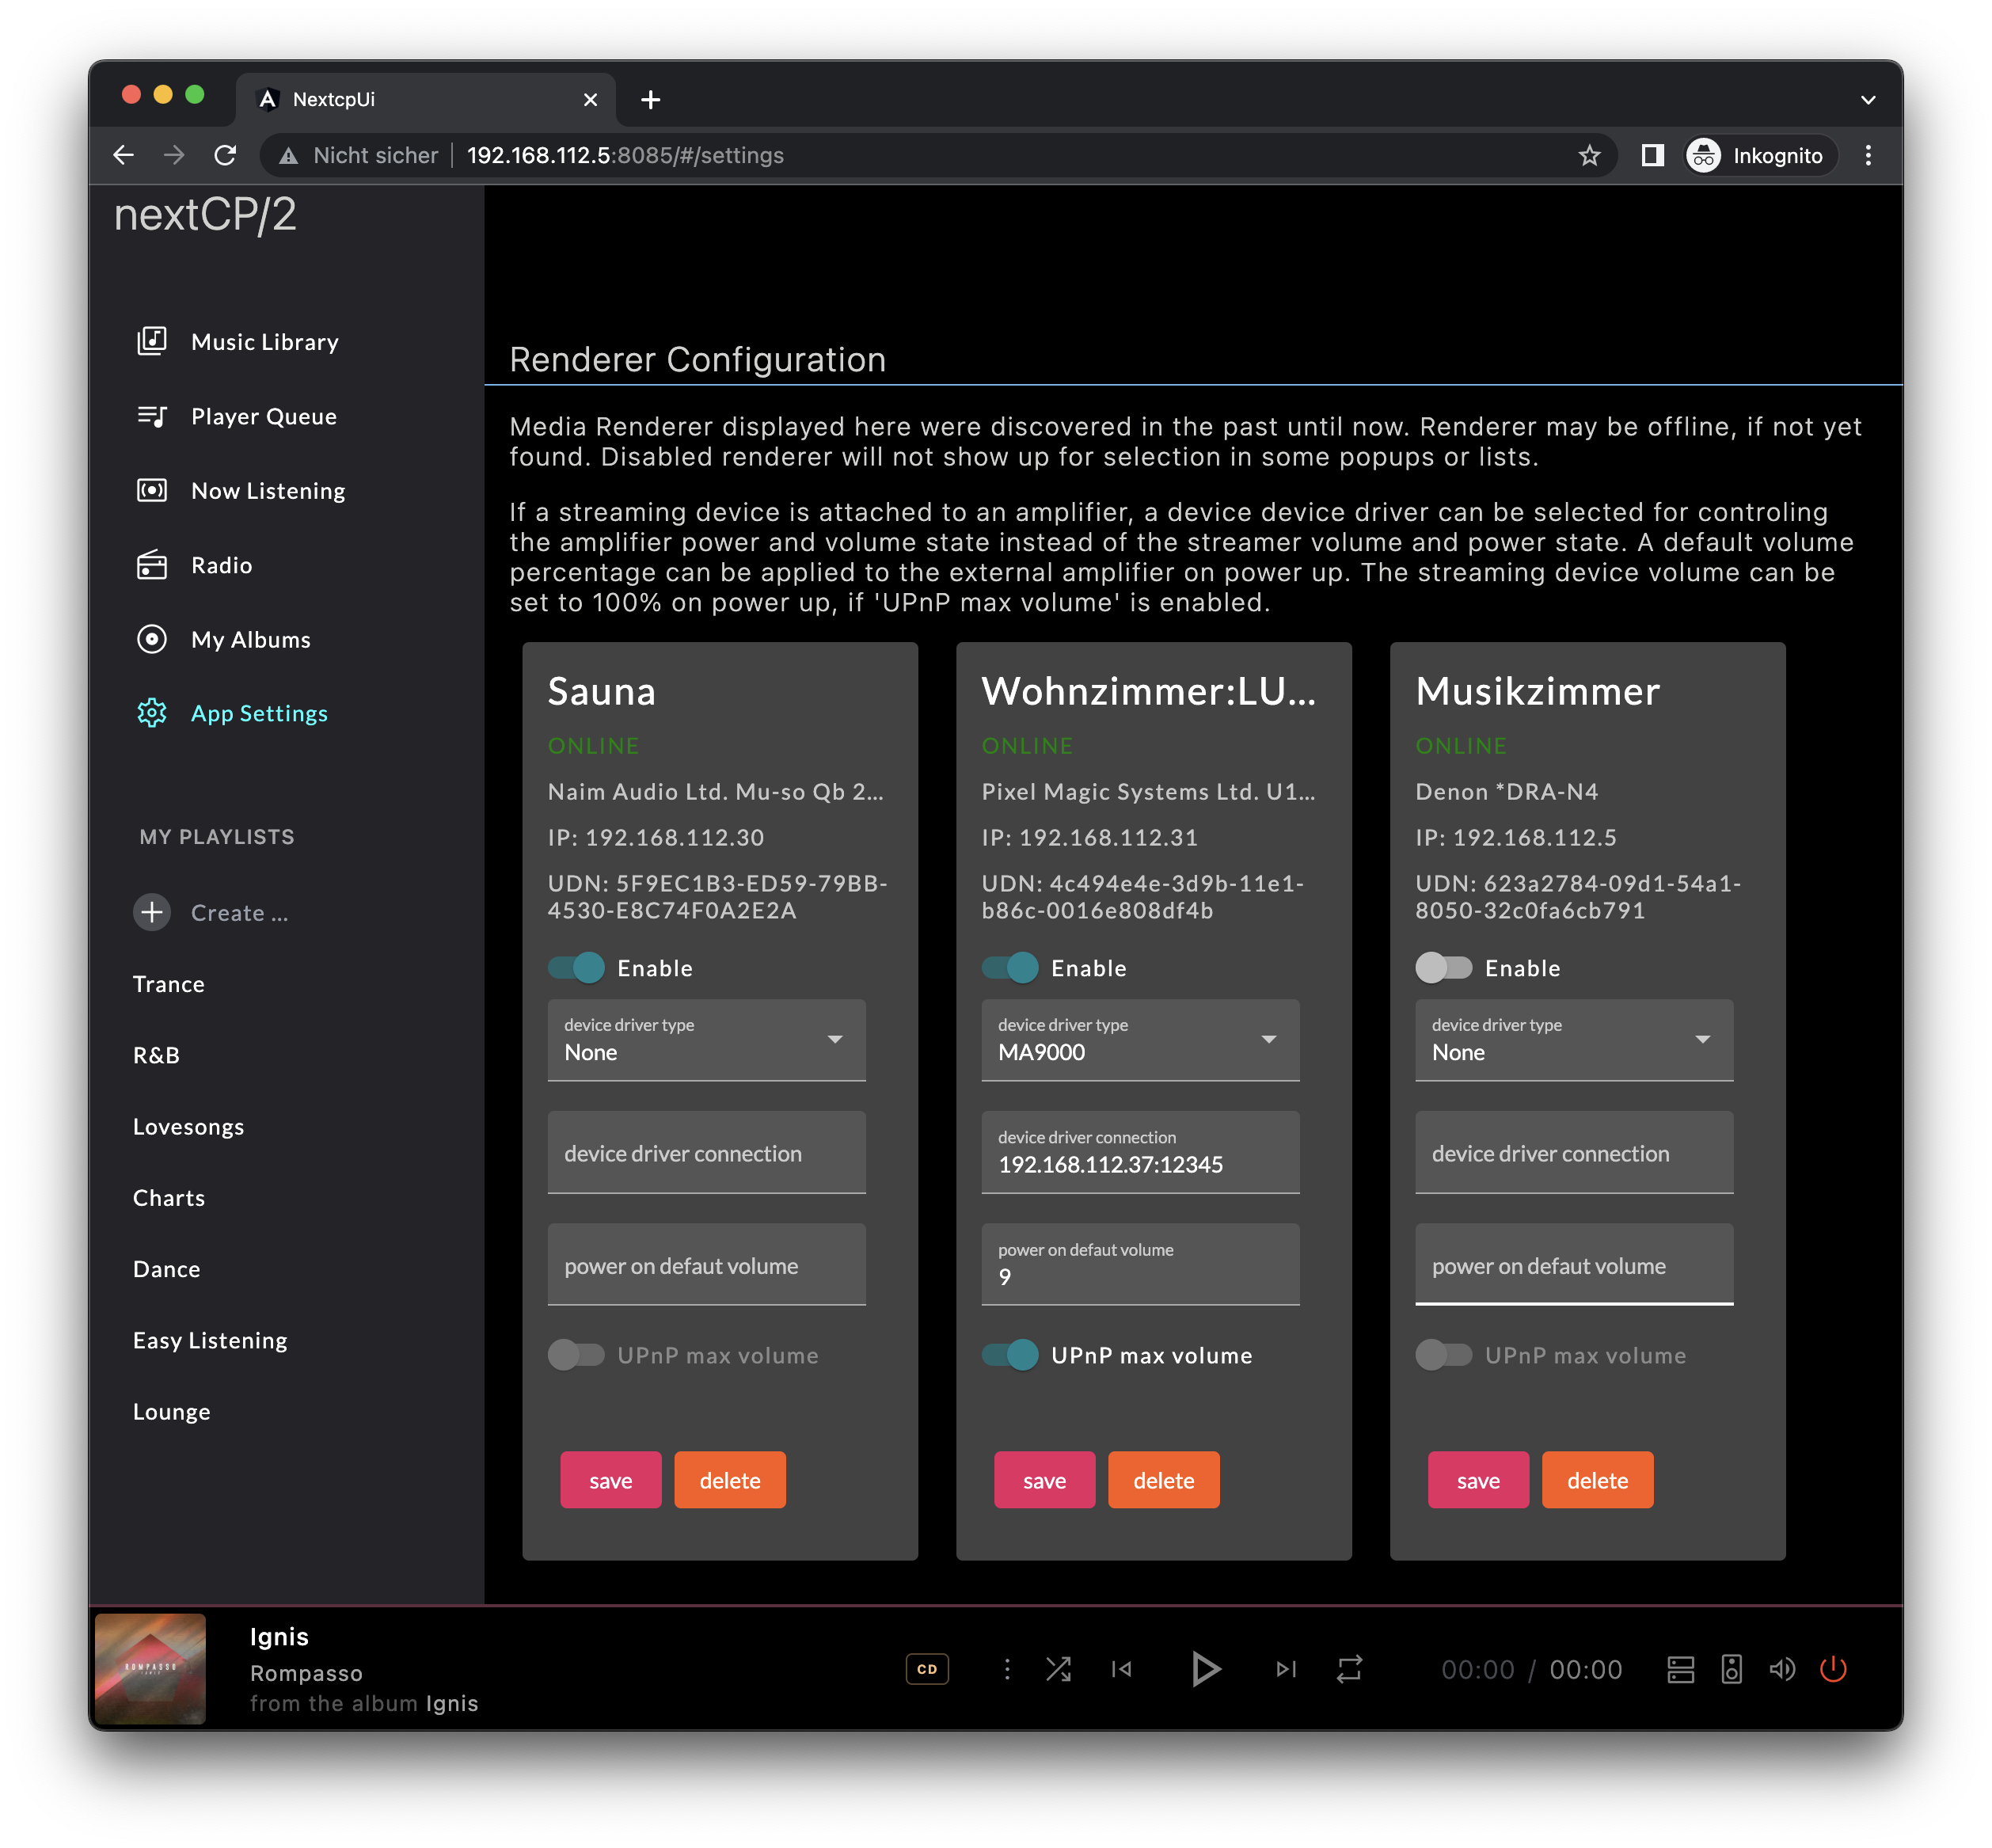 NextcpUi
Nicht sicher
192.168.112.5:8085/#/settings
Inkognito
nextCP/2
Music Library
Player Queue
Now Listening
Radio
My Albums
App Settings
MY PLAYLISTS
Create ...
Trance
R&B
Lovesongs
Charts
Dance
Easy Listening
Lounge
Renderer Configuration
Media Renderer displayed here were discovered in the past until now. Renderer may be offline, if not yet
found. Disabled renderer will not show up for selection in some popups or lists.
If a streaming device is attached to an amplifier, a device device driver can be selected for controling
the amplifier power and volume state instead of the streamer volume and power state. A default volume
percentage can be applied to the external amplifier on power up. The streaming device volume can be
set to 100% on power up, if 'UPnP max volume' is enabled.
Sauna
ONLINE
Naim Audio Ltd. Mu-so Qb 2...
IP: 192.168.112.30
UDN: 5F9EC1B3-ED59-79BB-
4530-E8C74F0A2E2A
Enable
device driver type
None
device driver connection
power on defaut volume
UPnP max volume
save
delete
Wohnzimmer:LU...
ONLINE
Pixel Magic Systems Ltd. U1...
IP: 192.168.112.31
UDN: 4c494e4e-3d9b-11e1-
b86c-0016e808df4b
Enable
device driver type
MA9000
device driver connection
192.168.112.37:12345
power on defaut volume
9
UPnP max volume
save
delete
Musikzimmer
ONLINE
Denon *DRA-N4
IP: 192.168.112.5
UDN: 623a2784-09d1-54a1-
8050-32c0fa6cb791
Enable
device driver type
None
device driver connection
power on defaut volume
UPnP max volume
save
delete
ROMPASSO
Ignis
Rompasso
from the album Ignis
CD
00:00 / 00:00